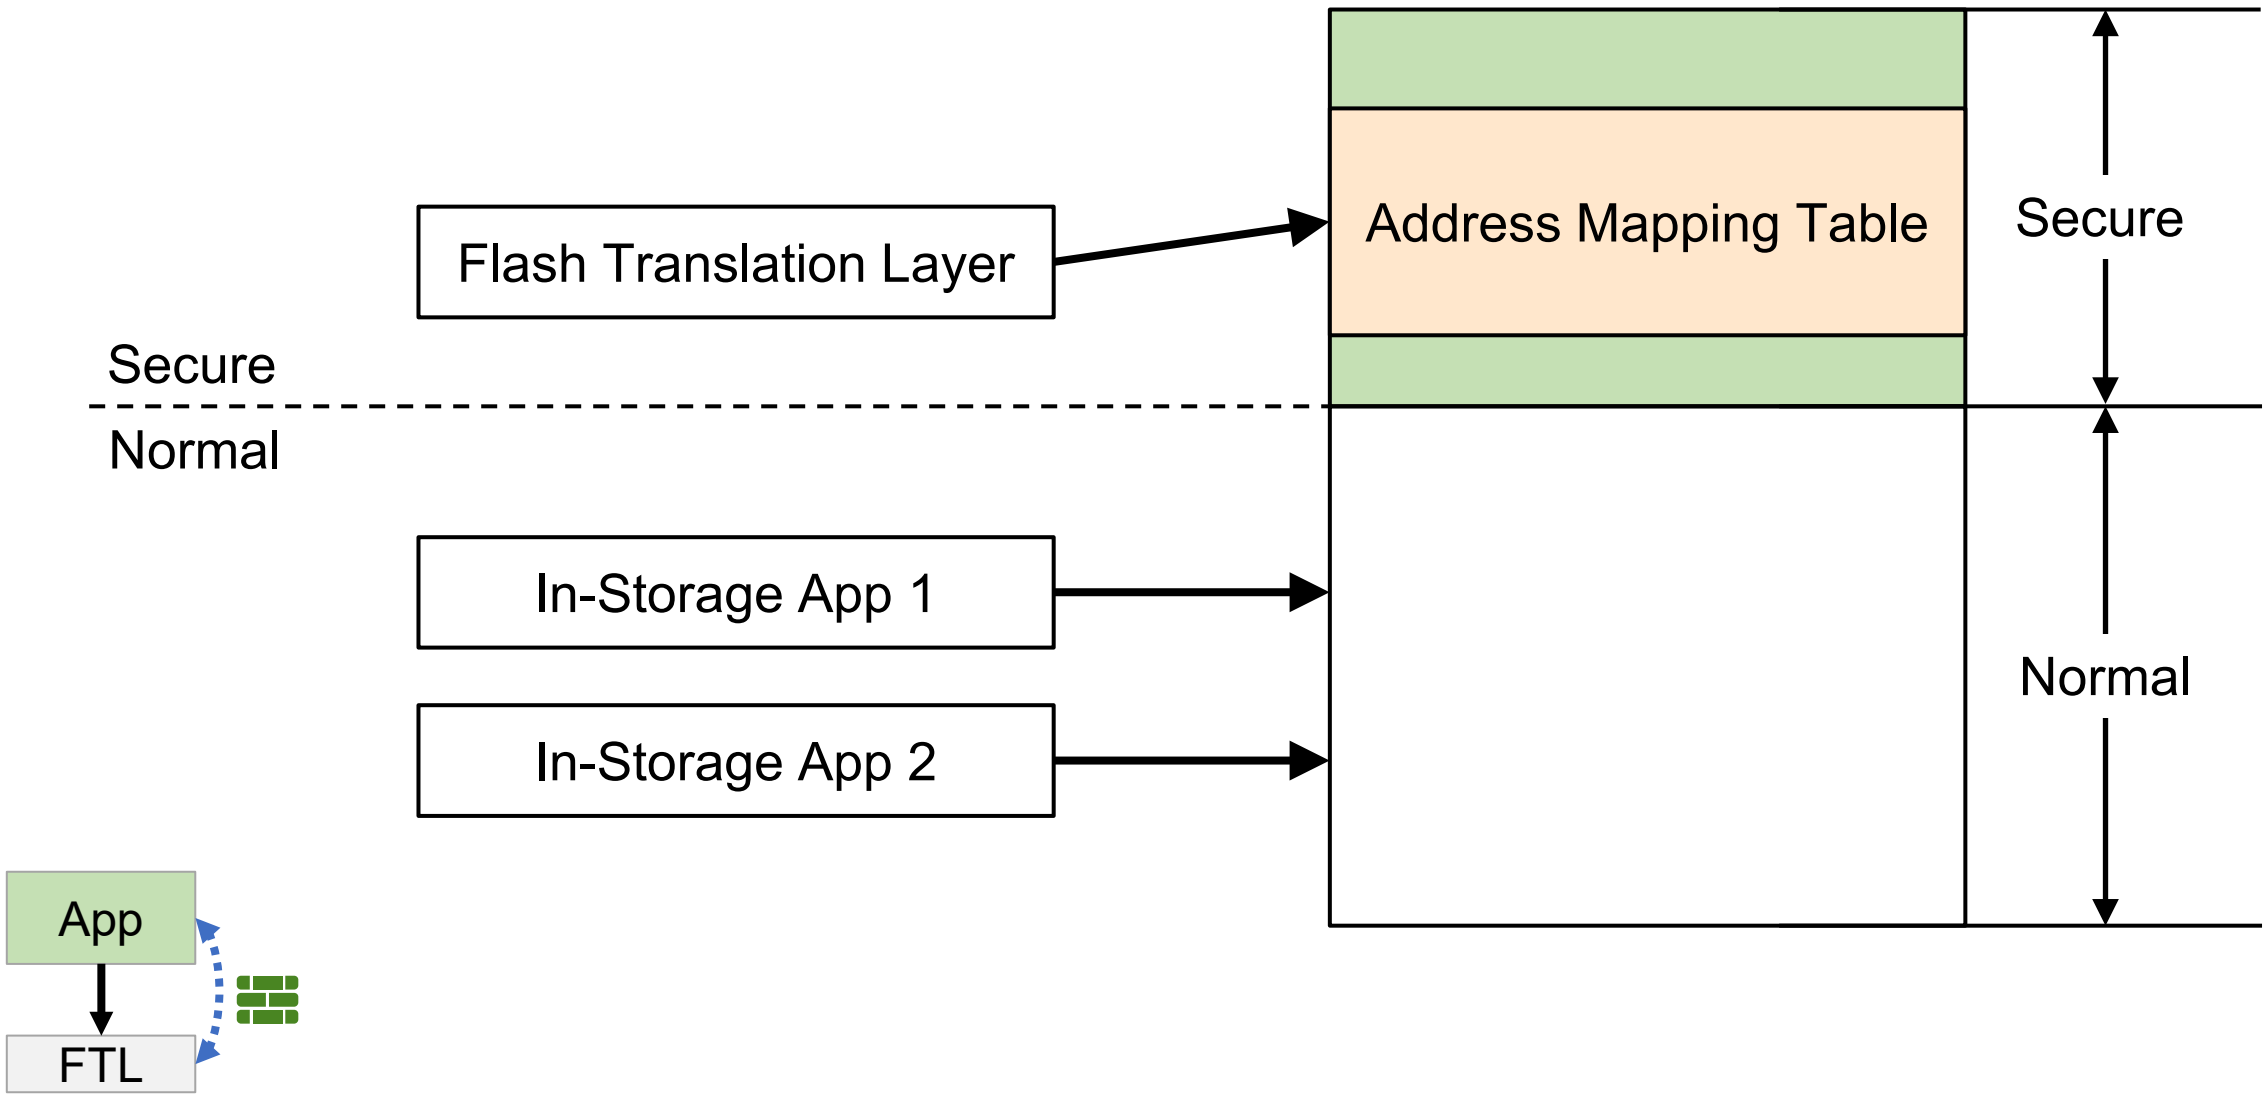 Address Mapping Table
Secure
Flash Translation Layer
Secure
Normal
In-Storage App 1
Normal
In-Storage App 2
App
FTL